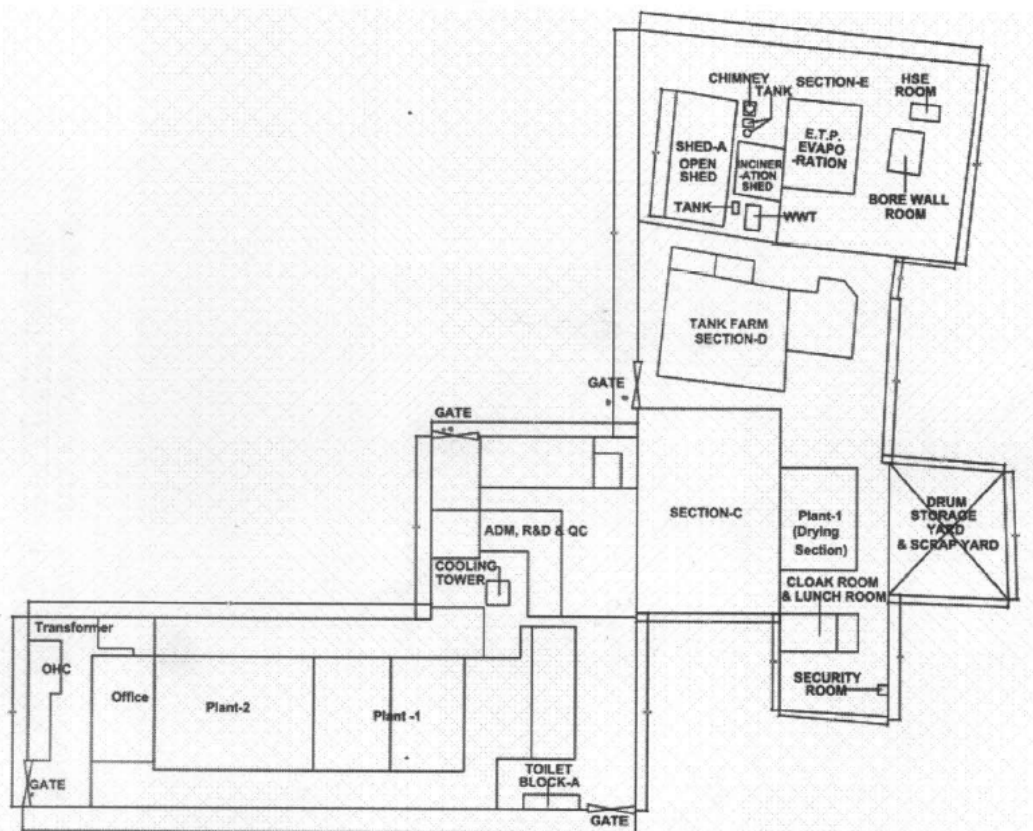 CHIMNEY
TANK
SECTION-E
HSE
ROOM
SHED-A
OPEN
SHED
INCINER
-ATION
SHED
E.T.P.
EVAPO
-RATION
TANK
WWT
BORE WALL
ROOM
TANK FARM
SECTION-D
GATE
GATE
ADM, R&D & QC
SECTION-C
Plant-1
(Drying
Section)
DRUM
STORAGE
YARD
& SCRAP YARD
COOLING
TOWER
CLOAK ROOM
& LUNCH ROOM
Transformer
OHC
Office
Plant-2
Plant -1
SECURITY
ROOM
TOILET
BLOCK-A
GATE
GATE